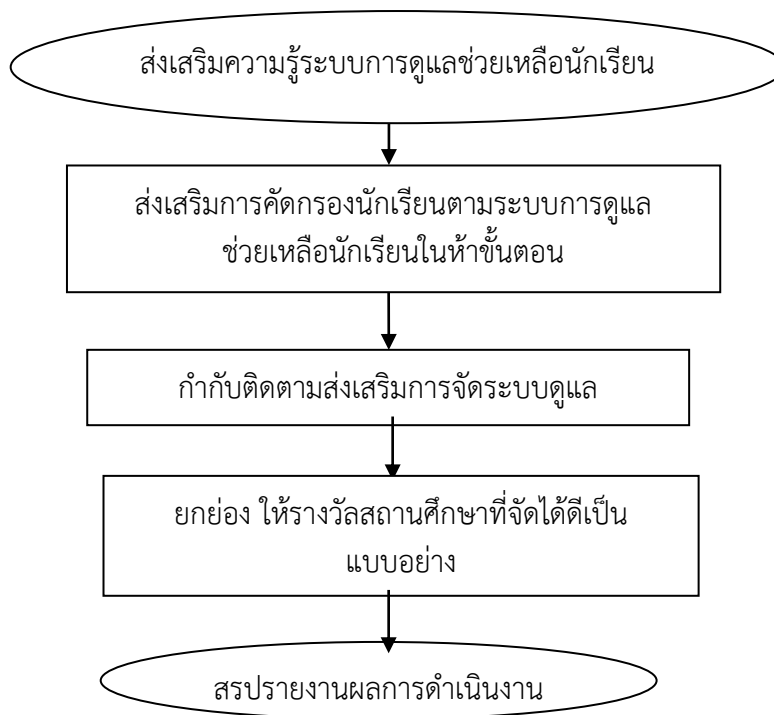 ส่งเสริมความรู้ระบบการดูแลช่วยเหลือนักเรียน
ส่งเสริมการคัดกรองนักเรียนตามระบบการดูแล
ช่วยเหลือนักเรียนในห้าขั้นตอน
กำกับติดตามส่งเสริมการจัดระบบดูแล
ยกย่อง ให้รางวัลสถานศึกษาที่จัดได้ดีเป็น
แบบอย่าง
สรปรายงานผลการดำเนินงาน